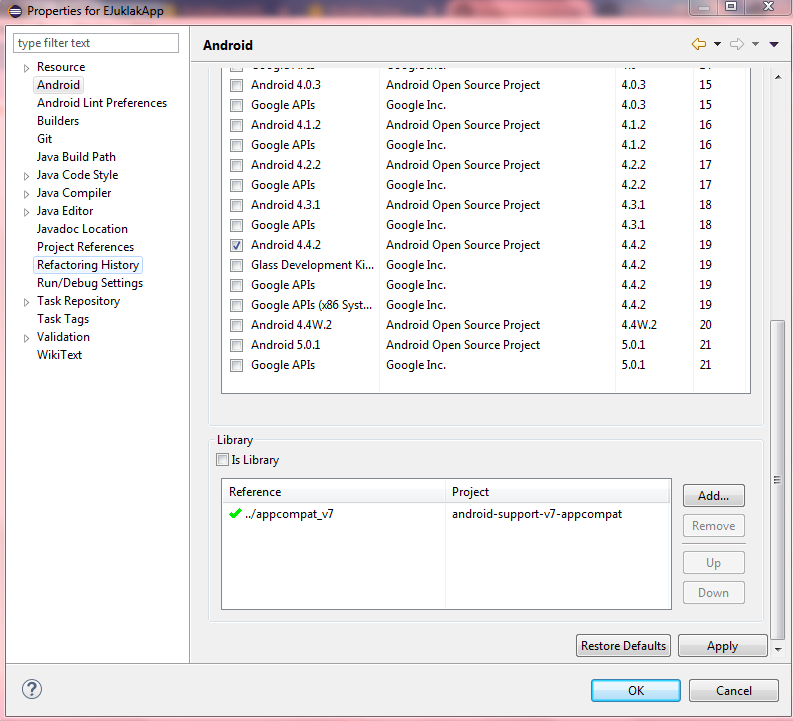 Properties for EJuklakApp
type filter text
Resource
Android
Android Lint Preferences
Builders
Git
Java Build Path
Java Code Style
Java Compiler
Java Editor
Javadoc Location
Project References
Refactoring History
Run/Debug Settings
Task Repository
Task Tags
Validation
WikiText
Android
Android 4.0.3 Android Open Source Project 4.0.3 15
Google APIs Google Inc. 4.0.3 15
Android 4.1.2 Android Open Source Project 4.1.2 16
Google APIs Google Inc. 4.1.2 16
Android 4.2.2 Android Open Source Project 4.2.2 17
Google APIs Google Inc. 4.2.2 17
Android 4.3.1 Android Open Source Project 4.3.1 18
Google APIs Google Inc. 4.3.1 18
Android 4.4.2 Android Open Source Project 4.4.2 19
Glass Development Ki... Google Inc. 4.4.2 19
Google APIs Google Inc. 4.4.2 19
Google APIs (x86 Syst... Google Inc. 4.4.2 19
Android 4.4W.2 Android Open Source Project 4.4W.2 20
Android 5.0.1 Android Open Source Project 5.0.1 21
Google APIs Google Inc. 5.0.1 21
Library
Is Library
Reference Project
../appcompat_v7 android-support-v7-appcompat
Add...
Remove
Up
Down
Restore Defaults Apply
OK Cancel